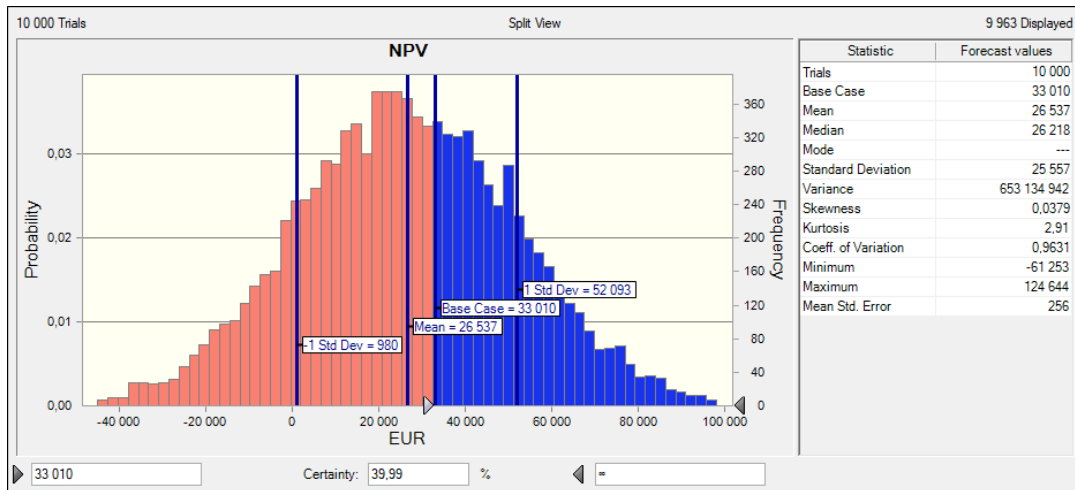 10 000 Trials Split View 9 963 Displayed
NPV
Probability
0,03
0,02
0,01
0,00
360
320
280
240
200
160
120
80
40
0
Frequency
1 Std Dev = 52 093
Base Case = 33 010
Mean = 26 537
-1 Std Dev = 980
-40 000 -20 000 0 20 000 40 000 60 000 80 000 100 000
EUR
Statistic Forecast values
Trials 10 000
Base Case 33 010
Mean 26 537
Median 26 218
Mode ---
Standard Deviation 25 557
Variance 653 134 942
Skewness 0,0379
Kurtosis 2,91
Coeff. of Variation 0,9631
Minimum -61 253
Maximum 124 644
Mean Std. Error 256
33 010 Certainty: 39,99 % ∞